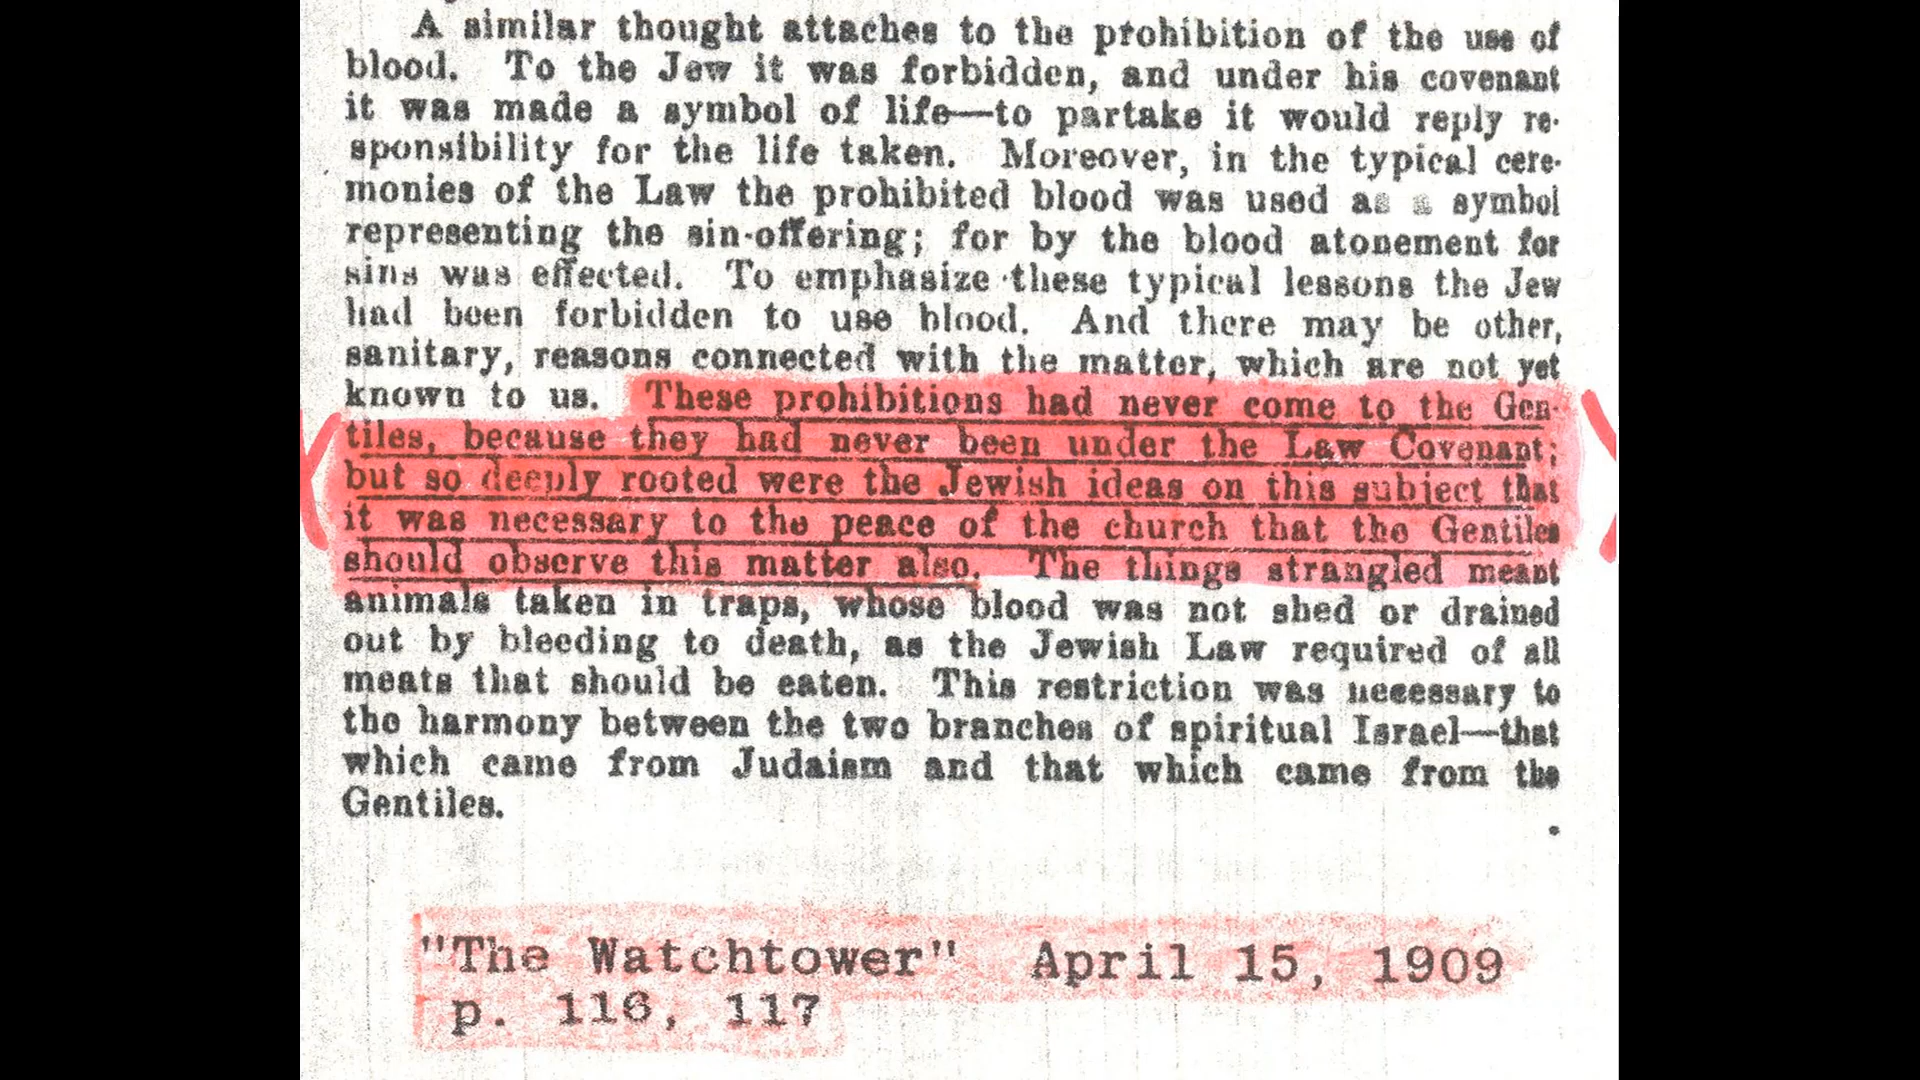 A similar thought attaches to the prohibition of the use of
blood. To the Jew it was forbidden, and under his covenant
it was made a symbol of life—to partake it would reply re-
sponsibility for the life taken. Moreover, in the typical cere-
monies of the Law the prohibited blood was used as a symbol
representing the sin-offering; for by the blood atonement for
sins was effected. To emphasize these typical lessons the Jew
had been forbidden to use blood. And there may be other,
sanitary, reasons connected with the matter, which are not yet
known to us. These prohibitions had never come to the Gen-
tiles, because they had never been under the Law Covenant;
but so deeply rooted were the Jewish ideas on this subject that
it was necessary to the peace of the church that the Gentiles
should observe this matter also. The things strangled meant
animals taken in traps, whose blood was not shed or drained
out by bleeding to death, as the Jewish Law required of all
meats that should be eaten. This restriction was necessary to
the harmony between the two branches of spiritual Israel—that
which came from Judaism and that which came from the
Gentiles.
"The Watchtower" April 15, 1909
p. 116, 117